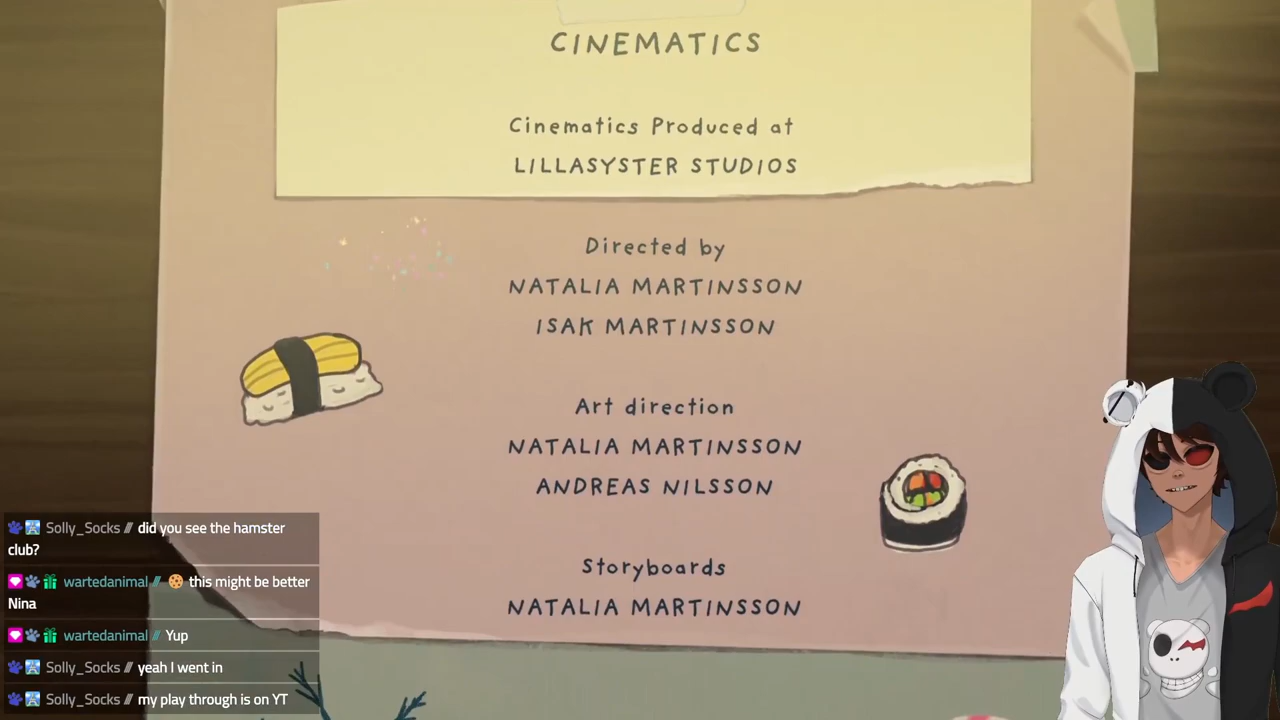 CINEMATICS
Cinematics Produced at
LILLASYSTER STUDIOS
Directed by
NATALIA MARTINSSON
ISAK MARTINSSON
Art direction
NATALIA MARTINSSON
ANDREAS NILSSON
Storyboards
NATALIA MARTINSSON
Solly_Socks // did you see the hamster
club?
wartedanimal // 🍪 this might be better
Nina
wartedanimal // Yup
Solly_Socks // yeah I went in
Solly_Socks // my play through is on YT